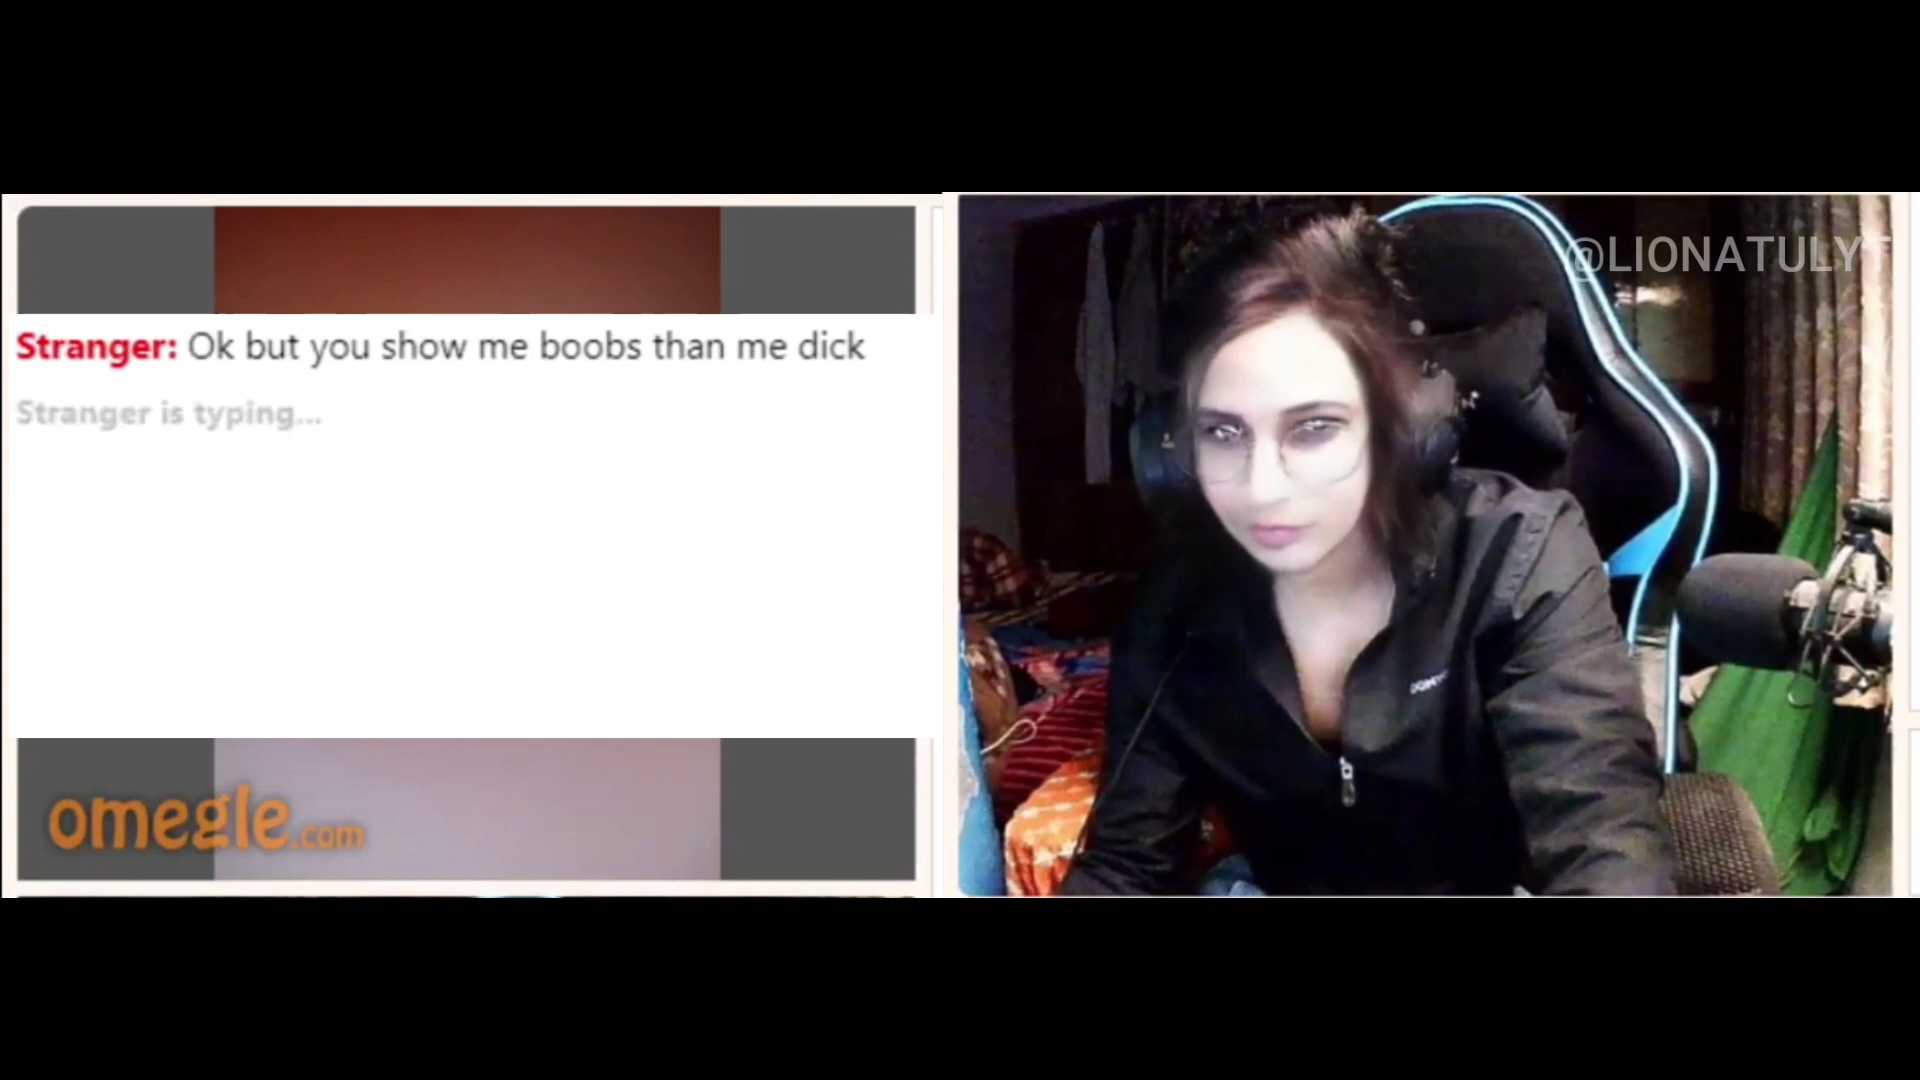 @LIONATULYT
Stranger: Ok but you show me boobs than me dick
Stranger is typing...
omegle.com